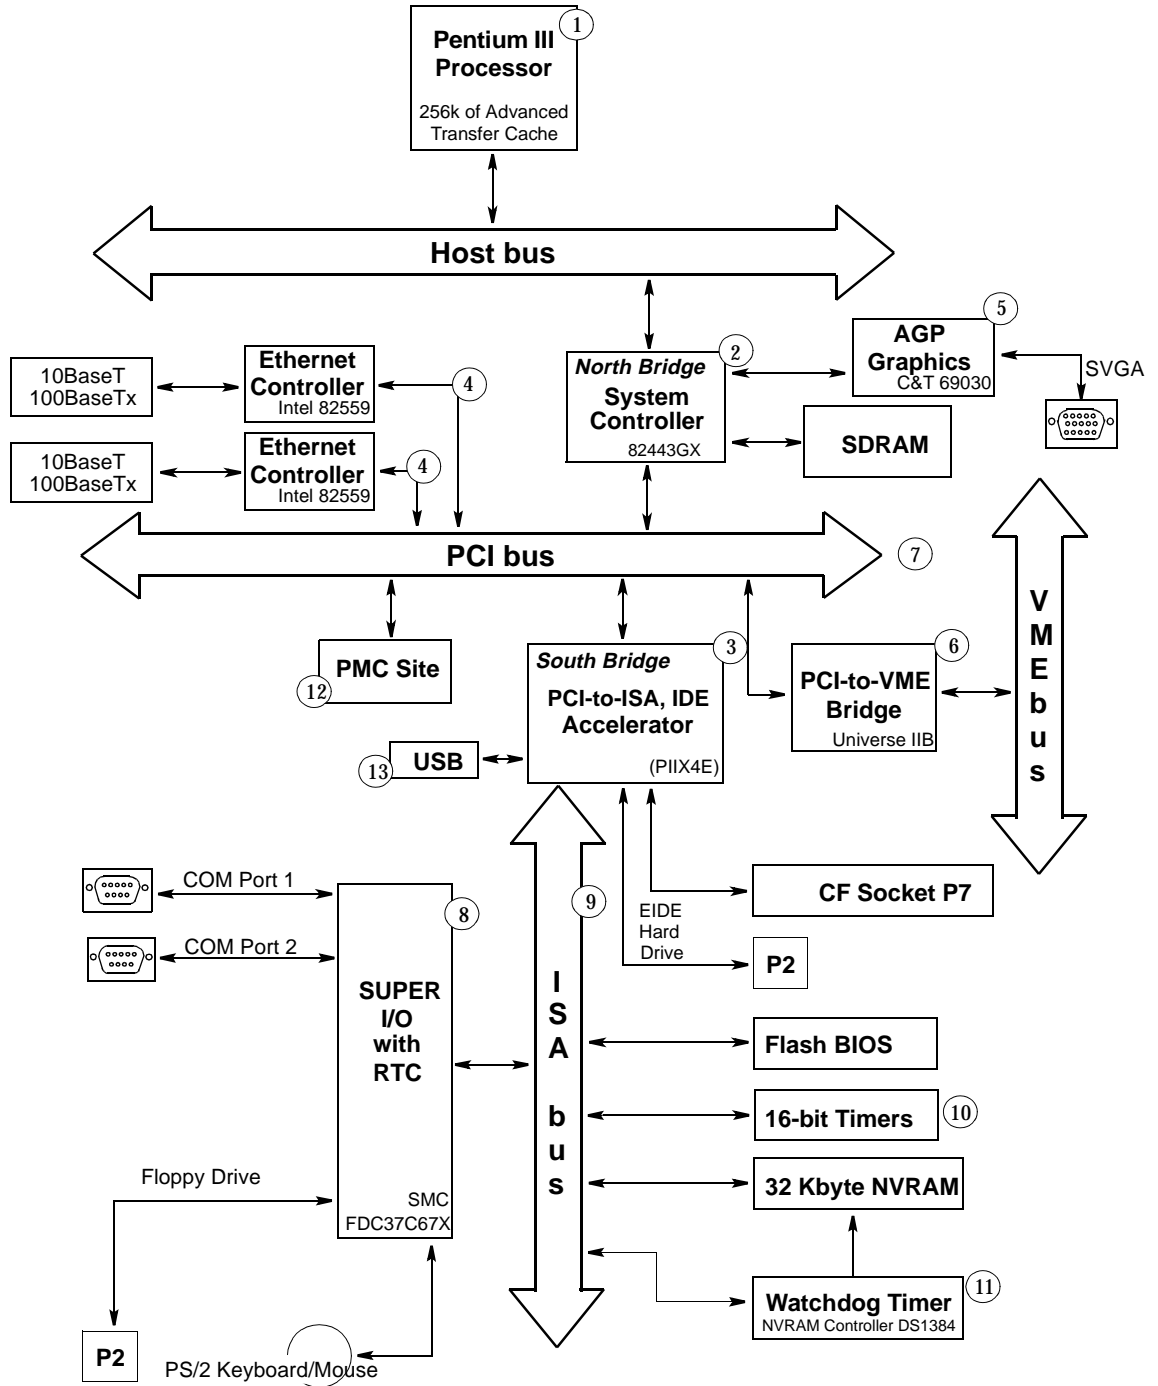 1
Pentium III
Processor
256k of Advanced
Transfer Cache
Host bus
10BaseT
100BaseTx
Ethernet
Controller
Intel 82559
4
10BaseT
100BaseTx
Ethernet
Controller
Intel 82559
4
2
North Bridge
System
Controller
82443GX
5
AGP
Graphics
C&T 69030
SVGA
SDRAM
PCI bus
7
VMEbus
PMC Site
12
3
South Bridge
PCI-to-ISA, IDE
Accelerator
(PIIX4E)
6
PCI-to-VME
Bridge
Universe IIB
USB
13
COM Port 1
COM Port 2
8
SUPER
I/O
with
RTC
SMC
FDC37C67X
9
ISA bus
EIDE
Hard
Drive
CF Socket P7
P2
Flash BIOS
16-bit Timers
10
32 Kbyte NVRAM
11
Watchdog Timer
NVRAM Controller DS1384
Floppy Drive
P2
PS/2 Keyboard/Mouse